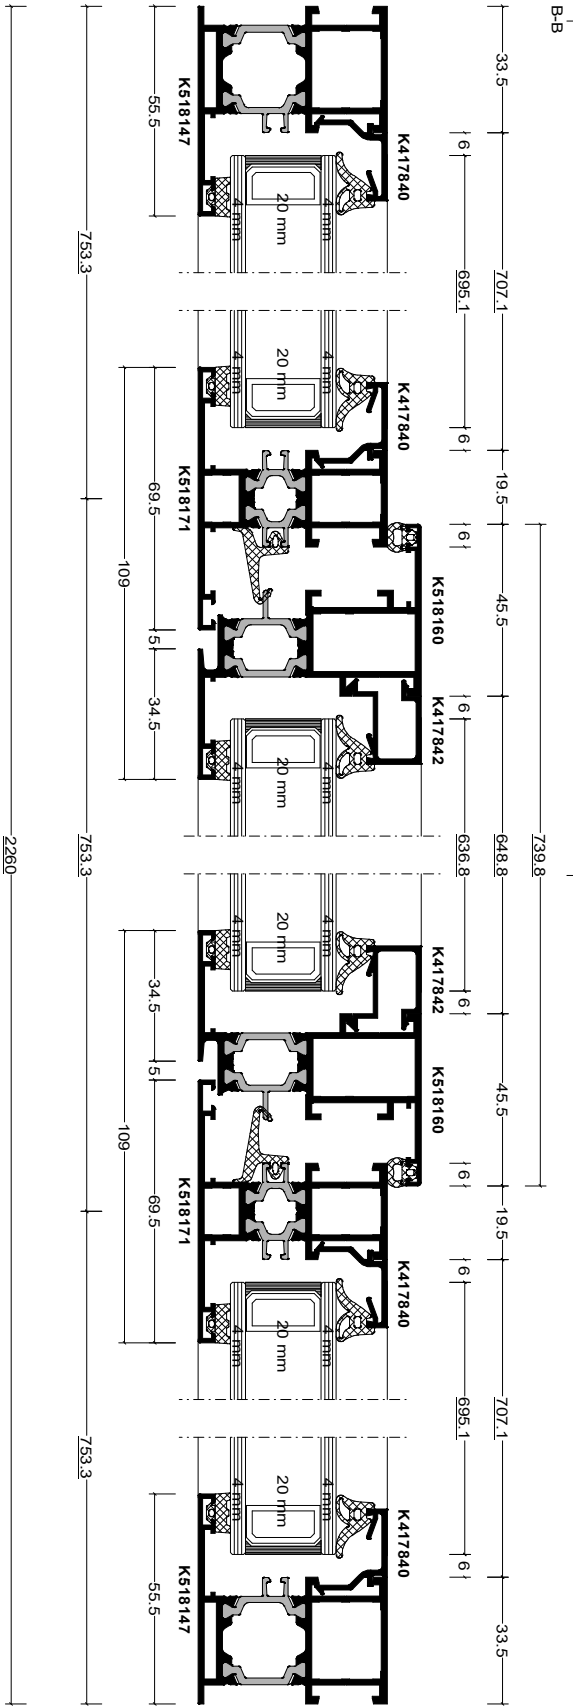 B-B
739.8
33.5 707.1 19.5 45.5 648.8 45.5 19.5 707.1 33.5
6 695.1 6 6 6 636.8 6 6 6 695.1 6
K518160 K417842 K417842 K518160
K417840 K417840 K417840 K417840
4 mm 4 mm 4 mm 4 mm 4 mm 4 mm
20 mm 20 mm 20 mm 20 mm 20 mm 20 mm
4 mm 4 mm 4 mm 4 mm 4 mm 4 mm
K518147 K518171 K518171 K518147
55.5 69.5 5 34.5 34.5 5 69.5 55.5
109 109
753.3 753.3 753.3
2260